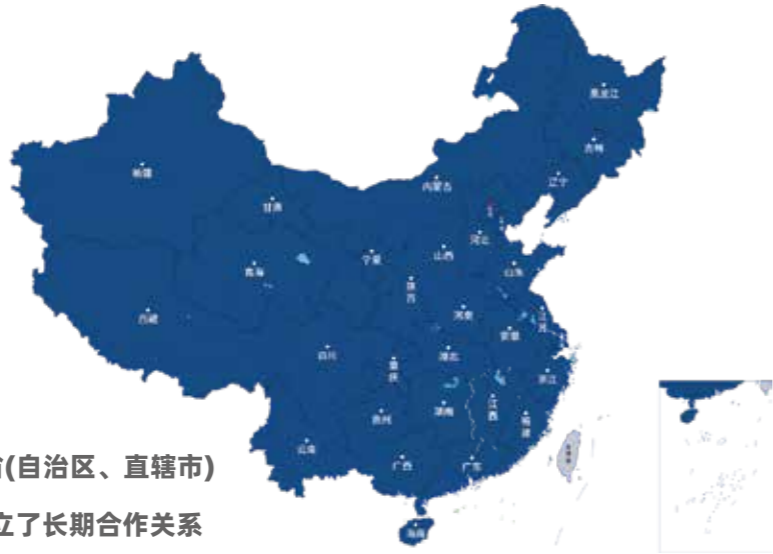 黑龙江
吉林
新疆
辽宁
内蒙古
甘肃
河北
山西
宁夏
山东
青海
陕西
西藏
河南
江苏
安徽
四川
湖北
重庆
浙江
江西
湖南
贵州
福建
云南
广西
广东
(自治区、直辖市)
立了长期合作关系
海南